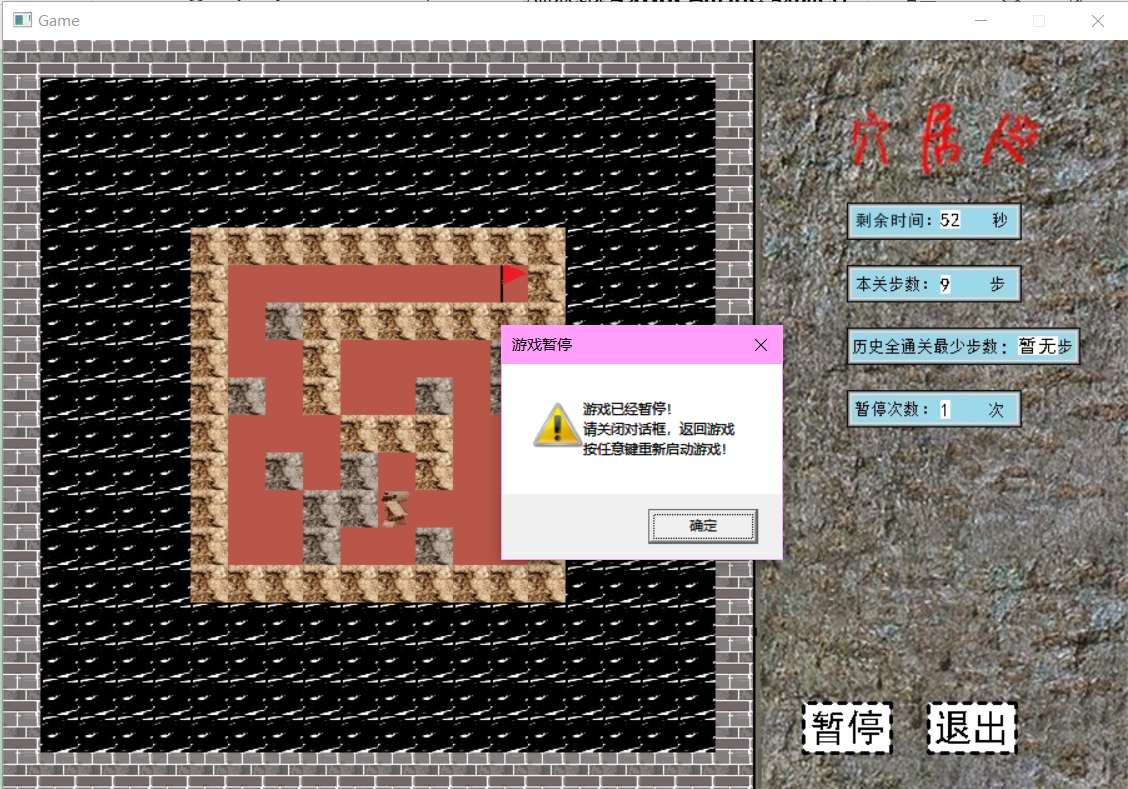 Game
穴居人
剩余时间：52 秒
本关步数：9 步
历史全通关最少步数：暂无步
暂停次数：1 次
游戏暂停
游戏已经暂停!
请关闭对话框，返回游戏
按任意键重新启动游戏!
确定
暂停 退出